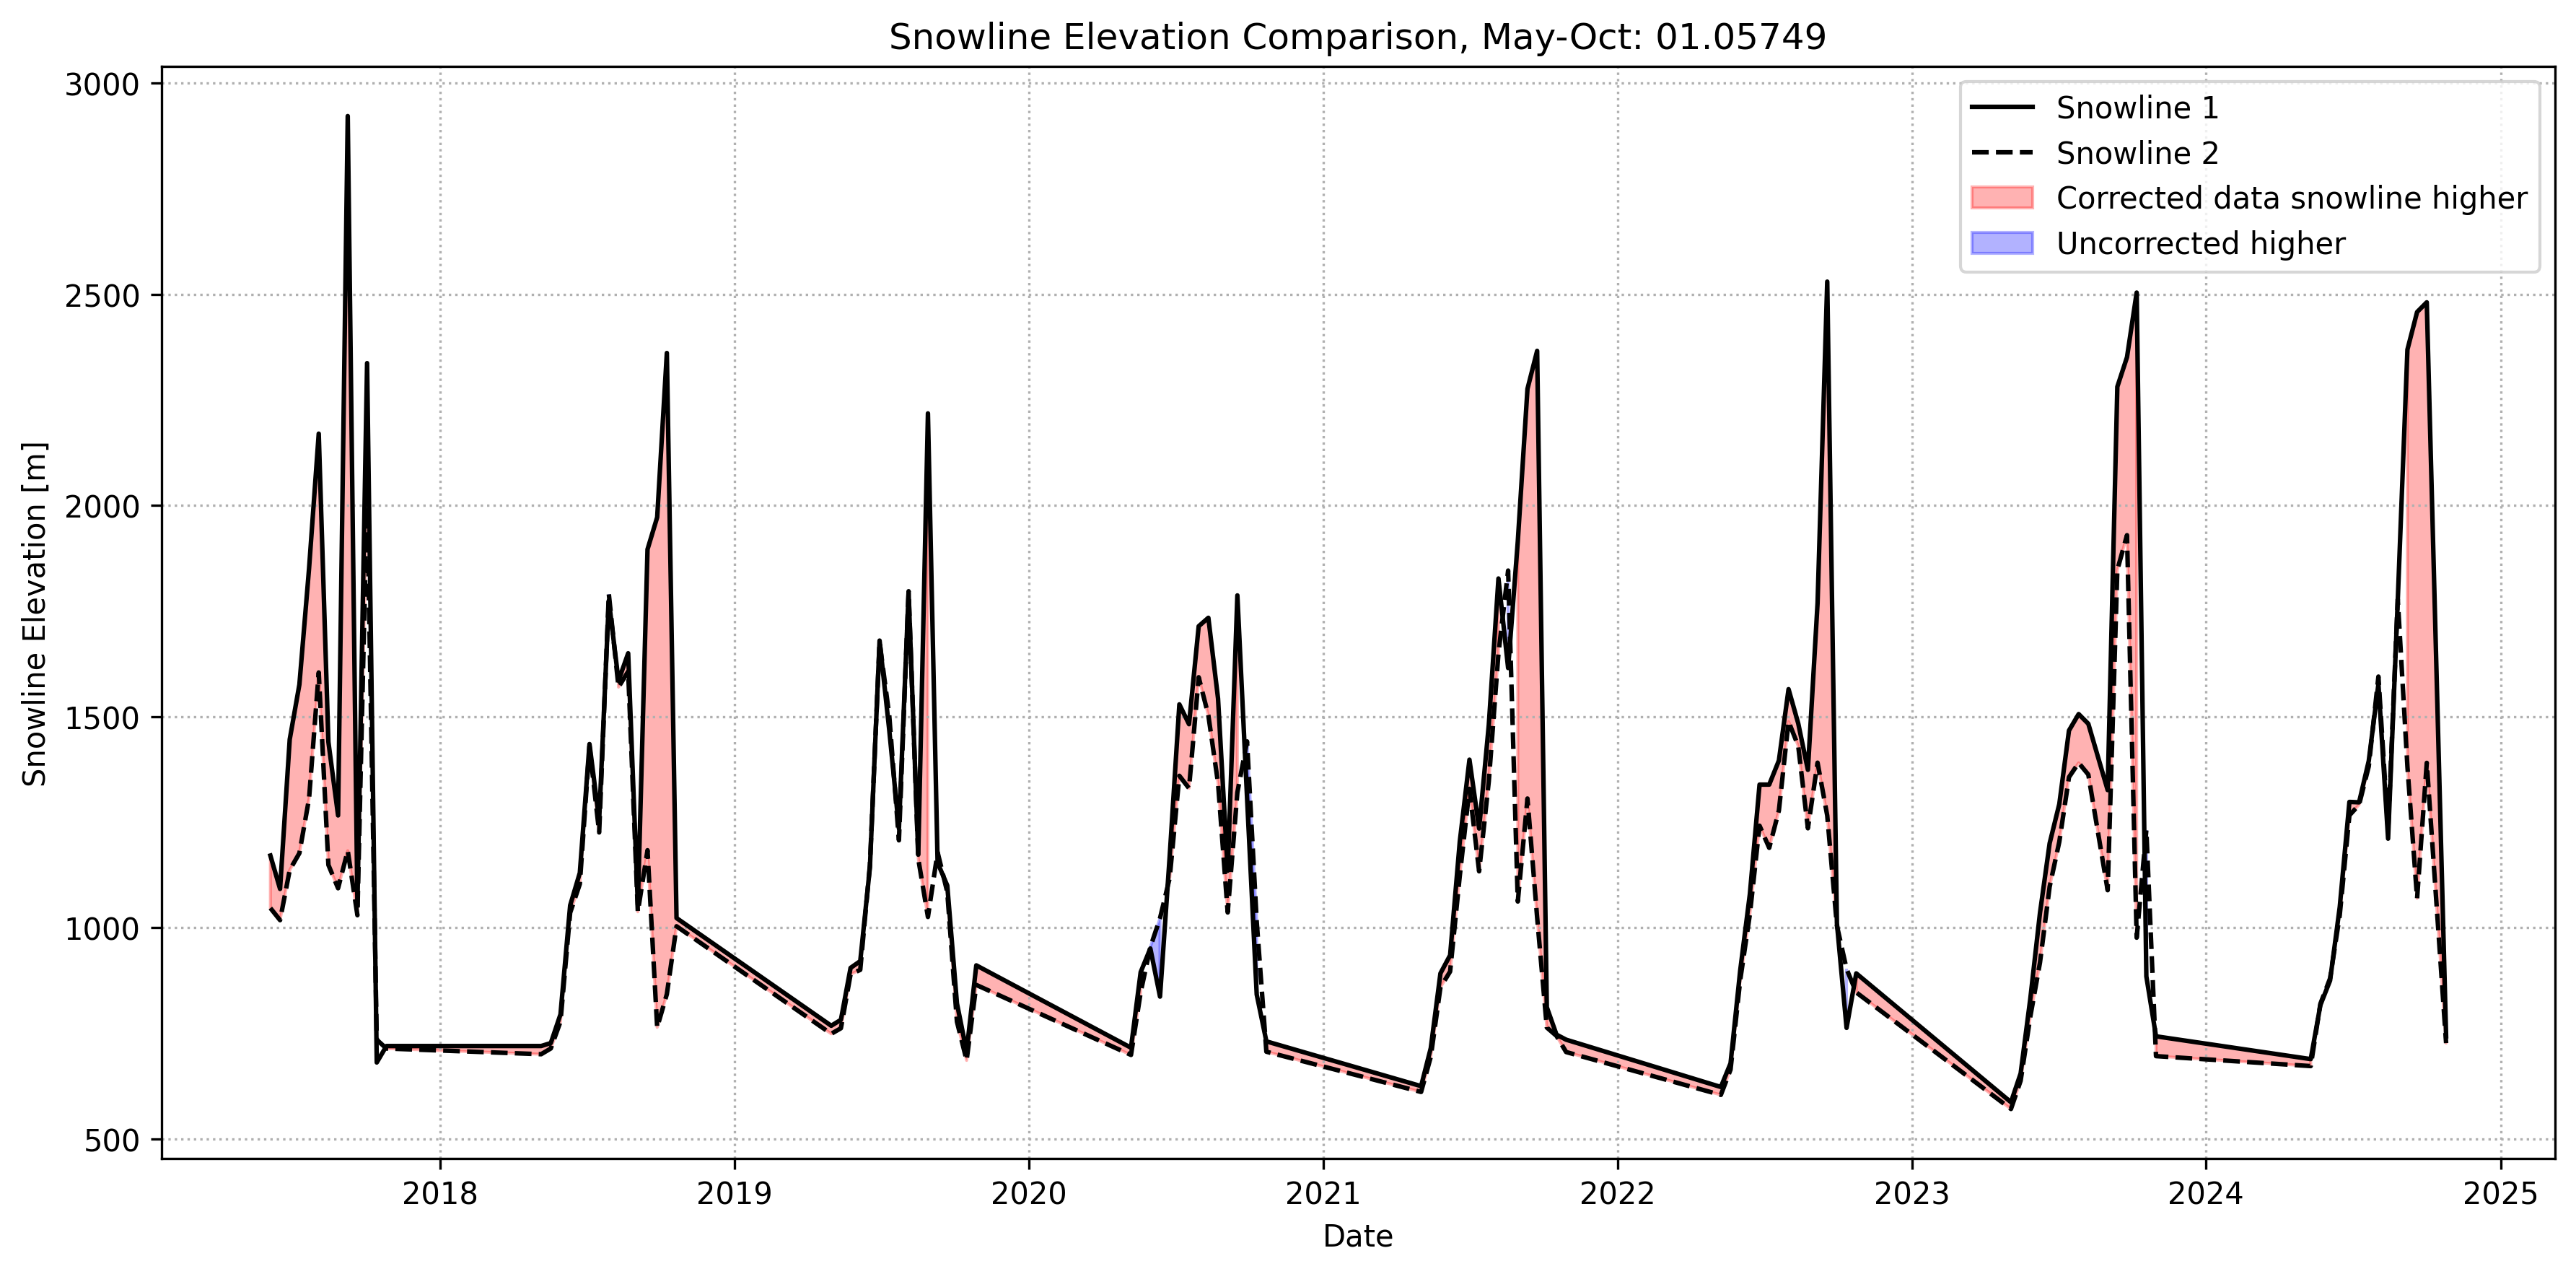 Snowline Elevation Comparison, May-Oct: 01.05749
Snowline 1
Snowline 2
Corrected data snowline higher
Uncorrected higher
Snowline Elevation [m]
3000
2500
2000
1500
1000
500
2018
2019
2020
2021
2022
2023
2024
2025
Date